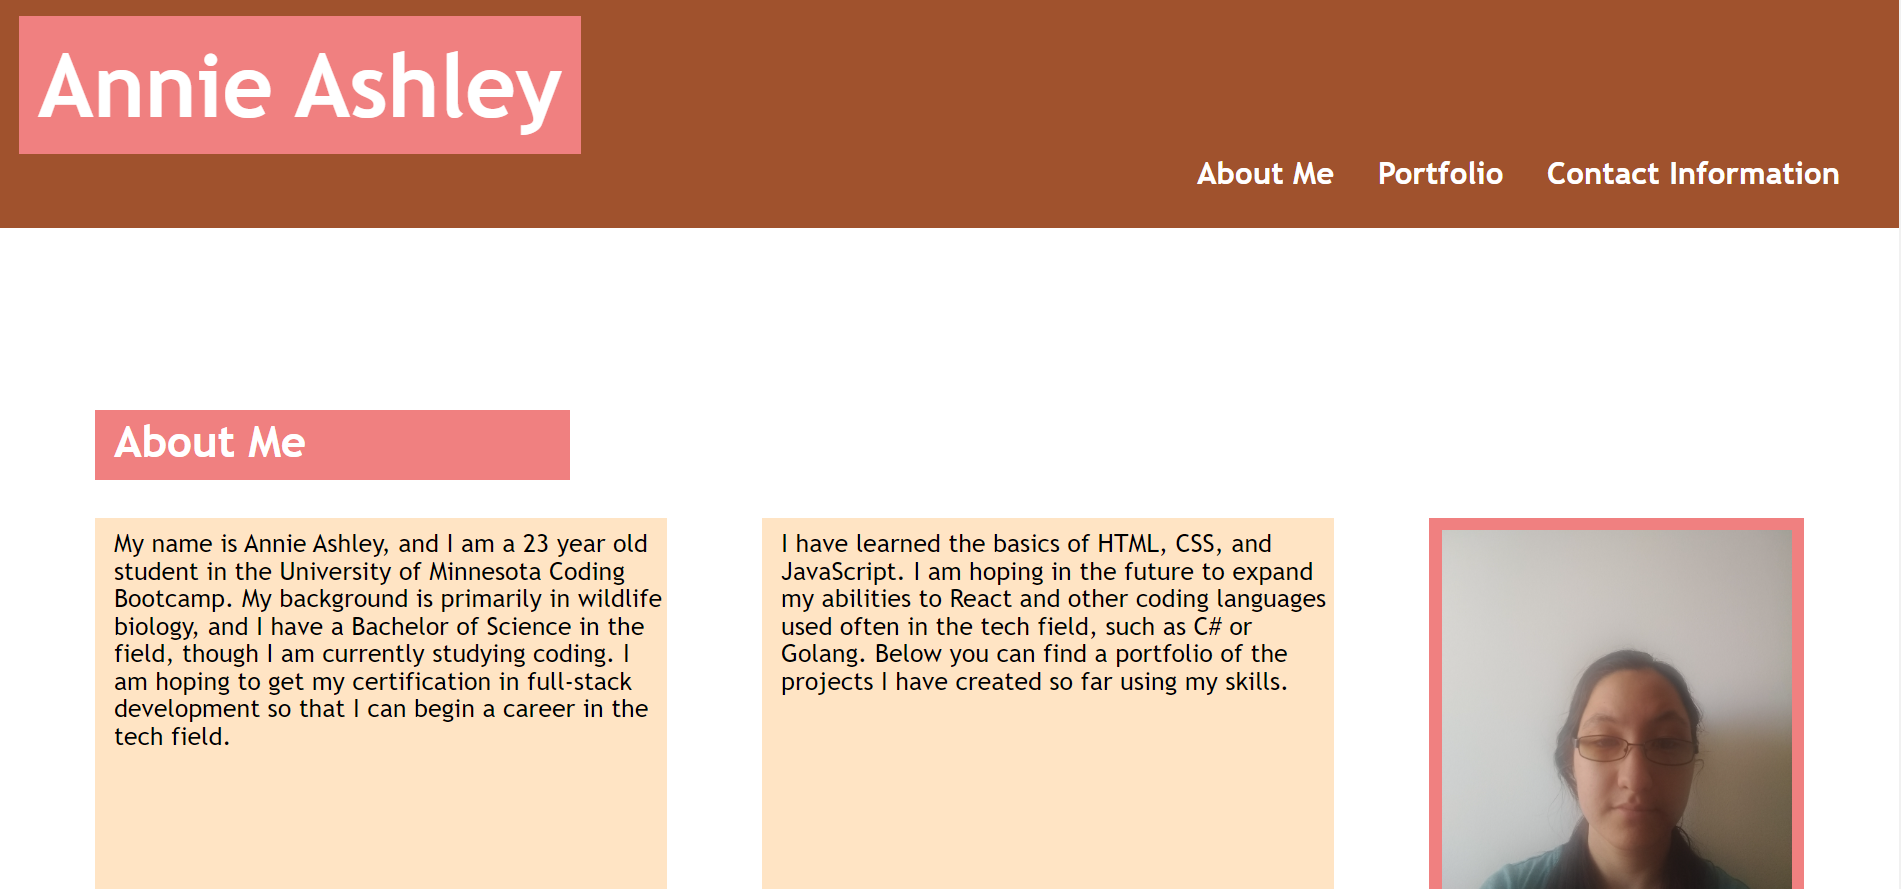 Annie Ashley
About Me Portfolio Contact Information
About Me
My name is Annie Ashley, and I am a 23 year old
student in the University of Minnesota Coding
Bootcamp. My background is primarily in wildlife
biology, and I have a Bachelor of Science in the
field, though I am currently studying coding. I
am hoping to get my certification in full-stack
development so that I can begin a career in the
tech field.
I have learned the basics of HTML, CSS, and
JavaScript. I am hoping in the future to expand
my abilities to React and other coding languages
used often in the tech field, such as C# or
Golang. Below you can find a portfolio of the
projects I have created so far using my skills.